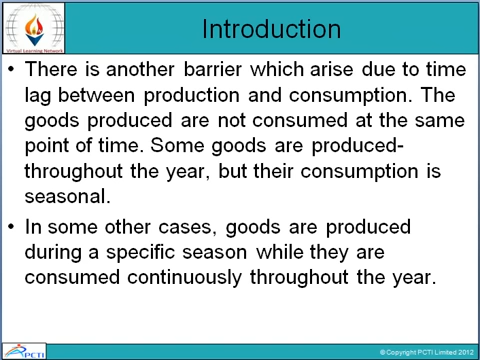 Introduction
Virtual Learning Network
• There is another barrier which arise due to time
lag between production and consumption. The
goods produced are not consumed at the same
point of time. Some goods are produced-
throughout the year, but their consumption is
seasonal.
• In some other cases, goods are produced
during a specific season while they are
consumed continuously throughout the year.
PCTI
© Copyright PCTI Limited 2012